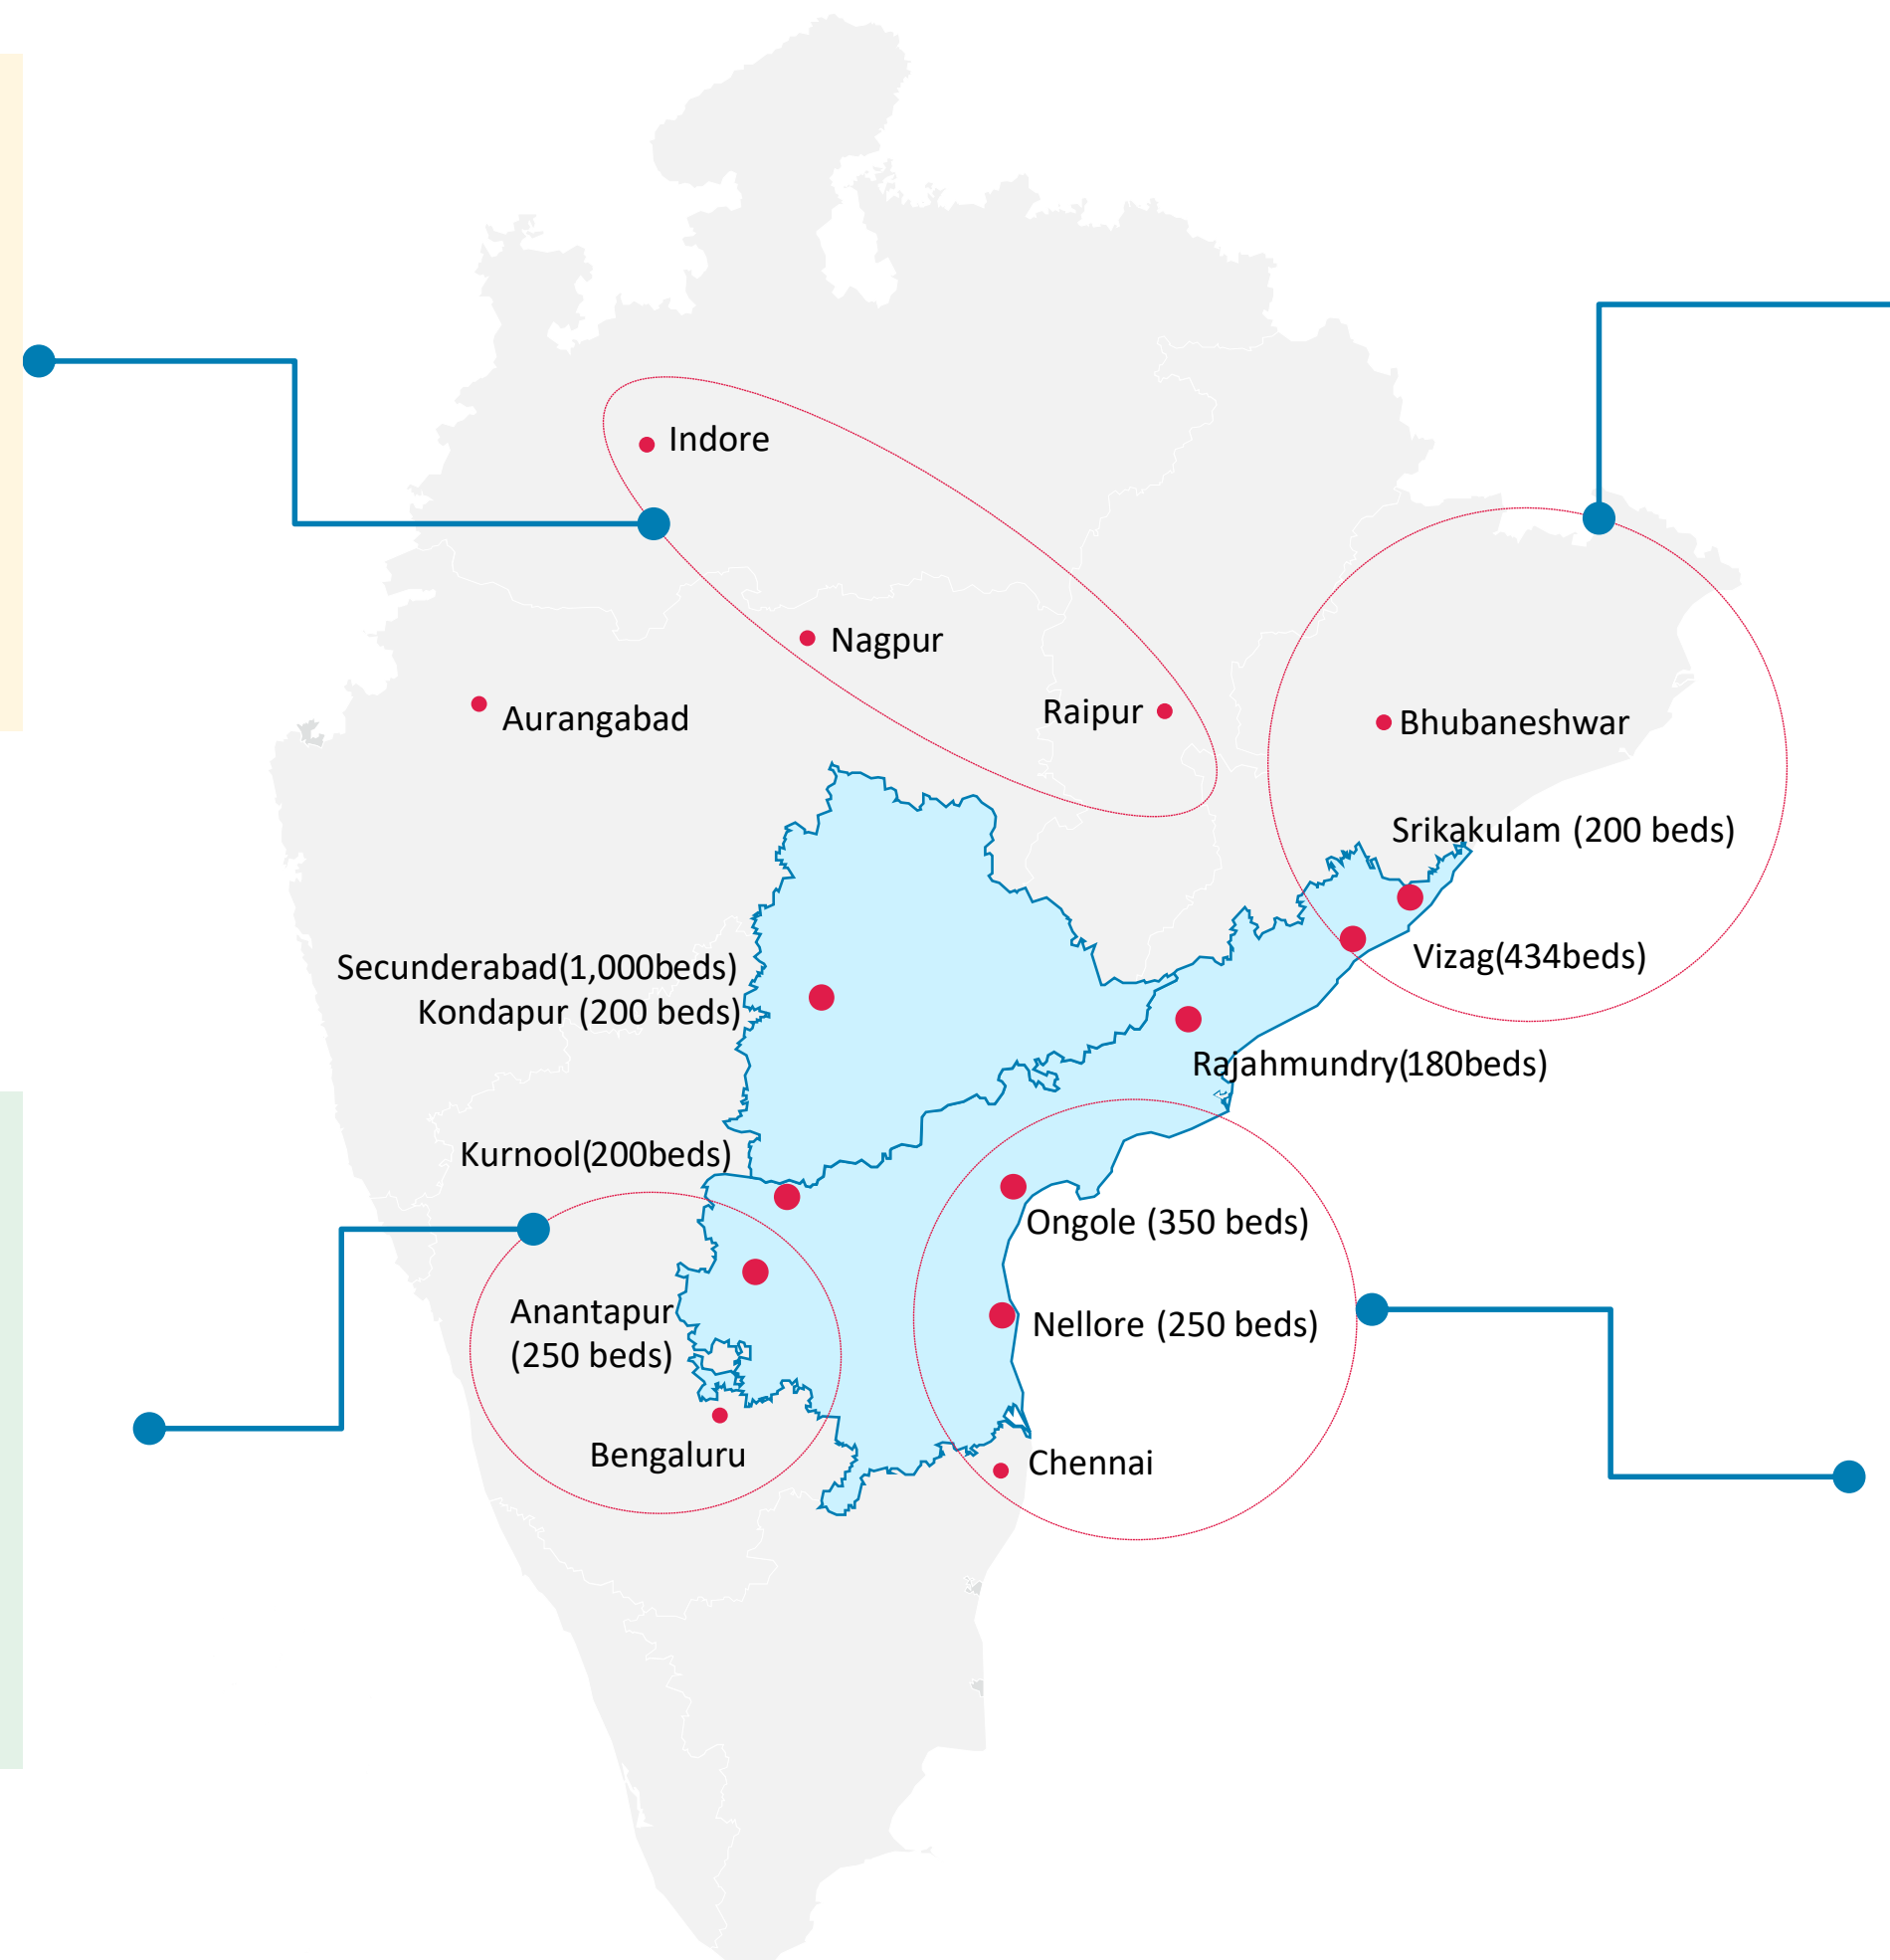 Indore
Nagpur
Aurangabad
Raipur
Bhubaneshwar
Srikakulam (200 beds)
Vizag(434beds)
Secunderabad(1,000beds)
Kondapur (200 beds)
Rajahmundry(180beds)
Kurnool(200beds)
Ongole (350 beds)
Anantapur
(250 beds)
Nellore (250 beds)
Bengaluru
Chennai